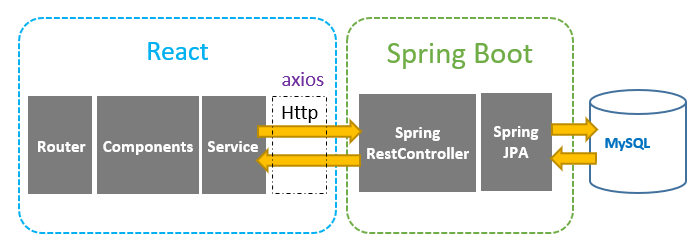 React
Spring Boot
axios
Http
Router
Components
Service
Spring
RestController
Spring
JPA
MySQL